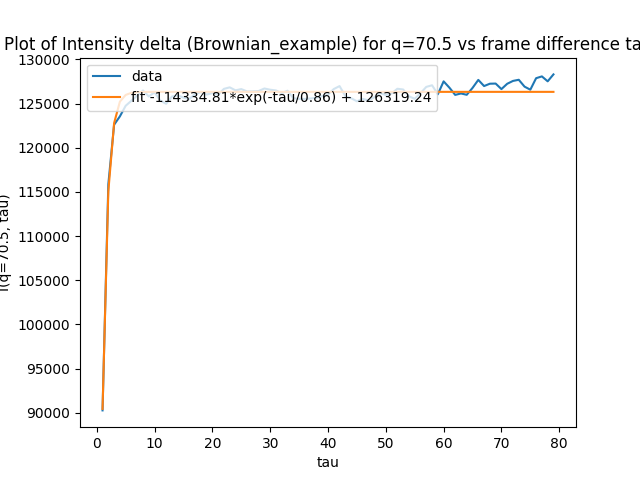 Plot of Intensity delta (Brownian_example) for q=70.5 vs frame difference ta
130000
125000
120000
115000
110000
105000
100000
95000
90000
I(q=70.5, tau)
data
fit -114334.81*exp(-tau/0.86) + 126319.24
0 10 20 30 40 50 60 70 80
tau